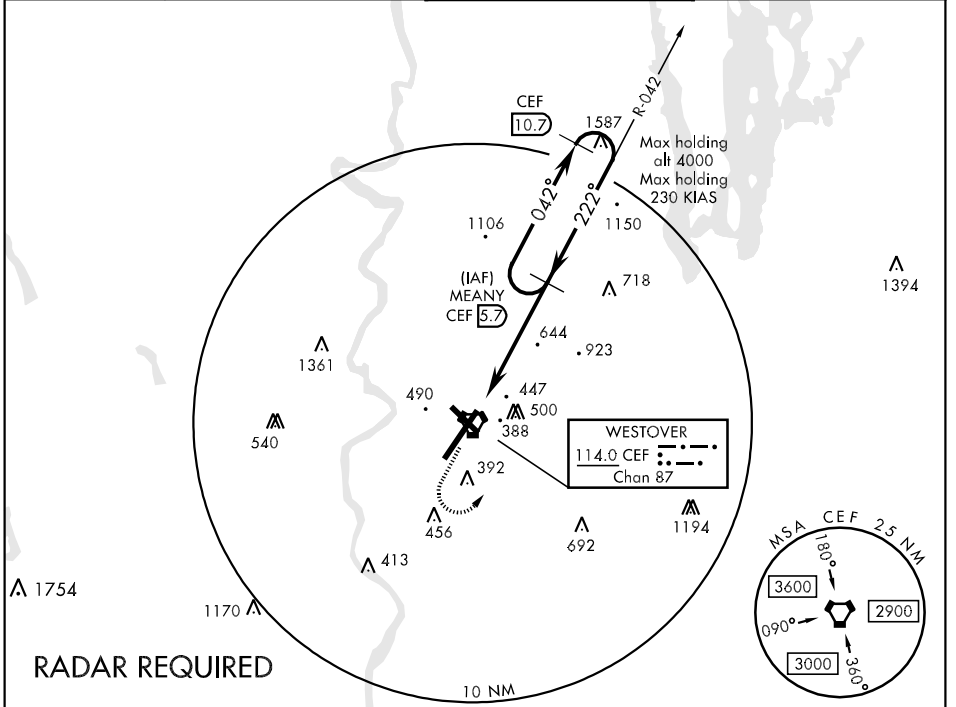 R-042
CEF
10.7
1587
Max holding
alt 4000
Max holding
230 KIAS
042°
222°
1106
1150
(IAF)
MEANY
CEF 5.7
718
1394
644
923
1361
490
447
500
388
540
WESTOVER
114.0 CEF
Chan 87
392
456
692
1194
413
1754
1170
MSA CEF 25 NM
180°
3600
2900
090°
3000
360°
RADAR REQUIRED
10 NM